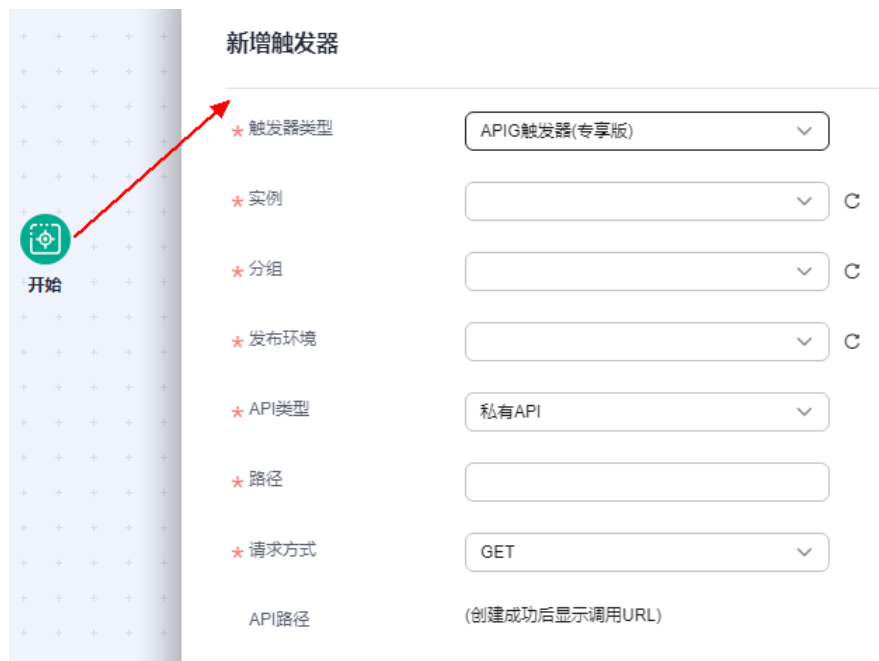 新增触发器
* 触发器类型 APIG触发器(专享版)
* 实例
开始
* 分组
* 发布环境
* API类型 私有API
* 路径
* 请求方式 GET
API路径 (创建成功后显示调用URL)